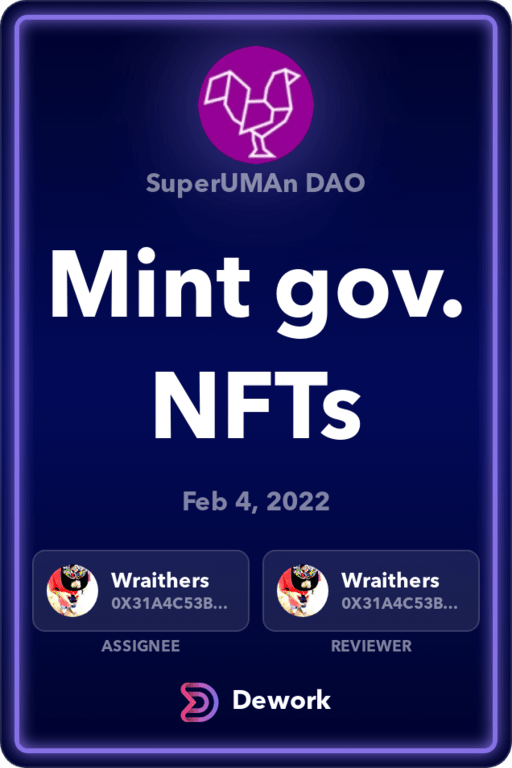 SuperUMAn DAO
Mint gov.
NFTs
Feb 4, 2022
Wraithers
0X31A4C53B...
ASSIGNEE
Wraithers
0X31A4C53B...
REVIEWER
Dework